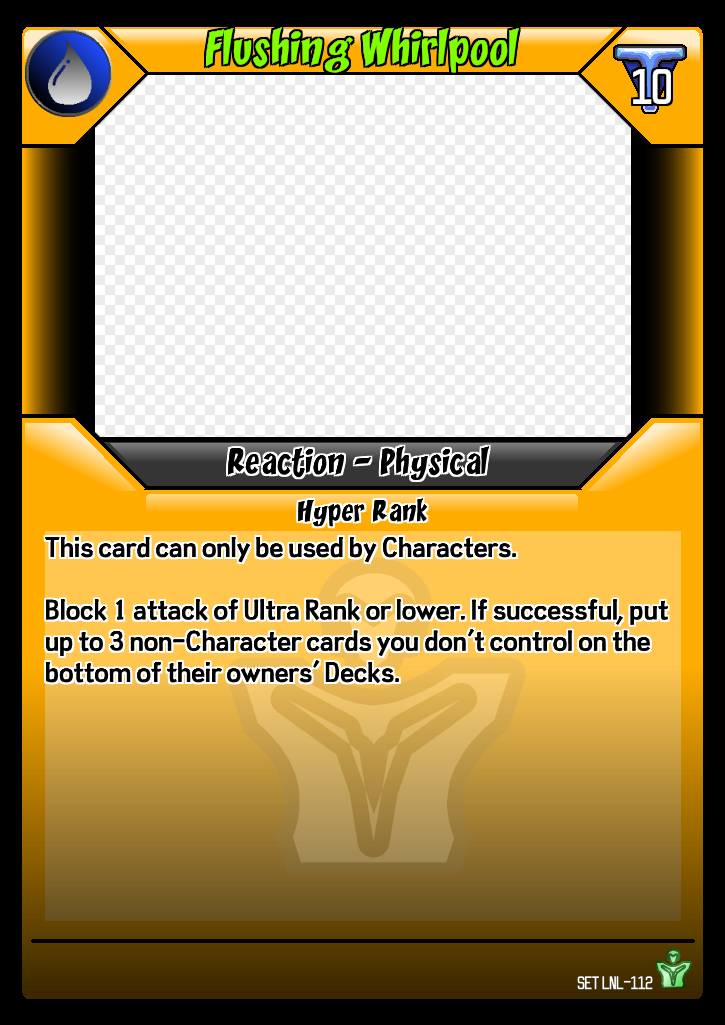 Flushing Whirlpool
10
Reaction - Physical
Hyper Rank
This card can only be used by Characters.
Block 1 attack of Ultra Rank or lower. If successful, put
up to 3 non-Character cards you don't control on the
bottom of their owners' Decks.
SET LNL-112